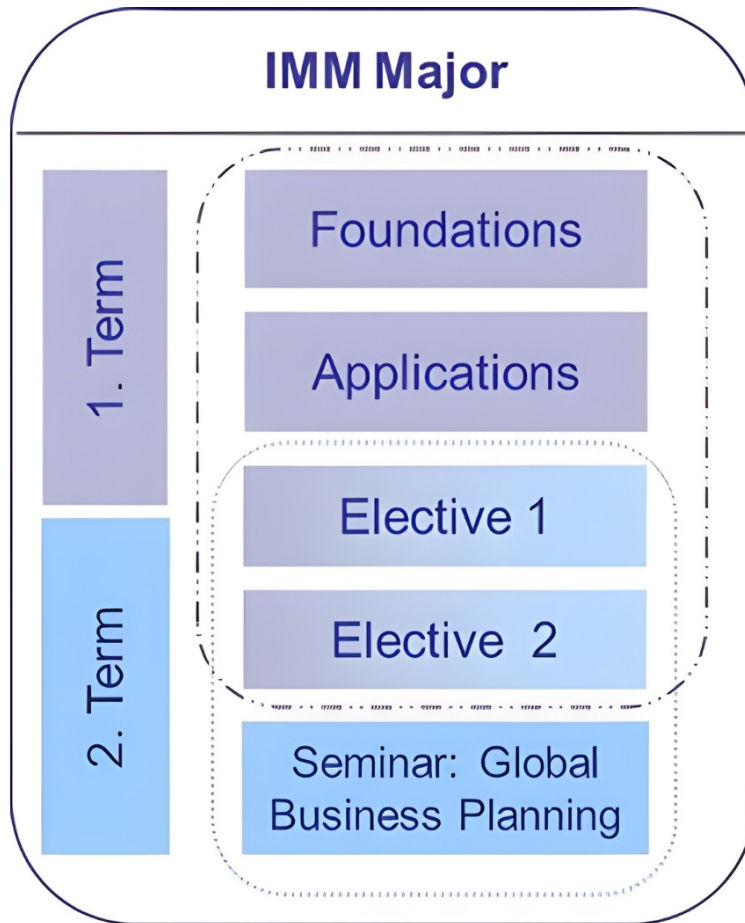 IMM Major
1. Term
Foundations
Applications
Elective 1
Elective 2
2. Term
Seminar: Global
Business Planning